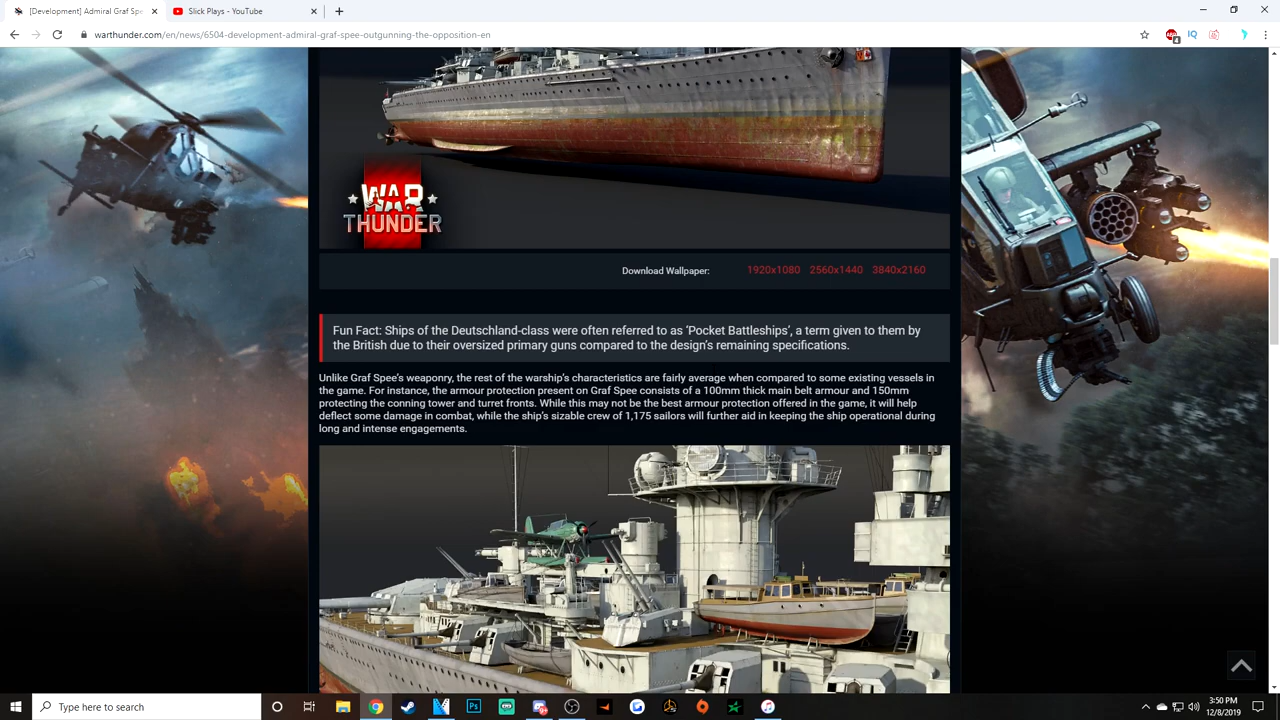 [Development] Admiral Graf Spe
Slick Plays - YouTube
warthunder.com/en/news/6504-development-admiral-graf-spee-outgunning-the-opposition-en
WAR
THUNDER
Download Wallpaper: 1920x1080 2560x1440 3840x2160
Fun Fact: Ships of the Deutschland-class were often referred to as ‘Pocket Battleships’, a term given to them by
the British due to their oversized primary guns compared to the design’s remaining specifications.
Unlike Graf Spee’s weaponry, the rest of the warship’s characteristics are fairly average when compared to some existing vessels in
the game. For instance, the armour protection present on Graf Spee consists of a 100mm thick main belt armour and 150mm
protecting the conning tower and turret fronts. While this may not be the best armour protection offered in the game, it will help
deflect some damage in combat, while the ship’s sizable crew of 1,175 sailors will further aid in keeping the ship operational during
long and intense engagements.
Type here to search
3:50 PM
12/8/2019